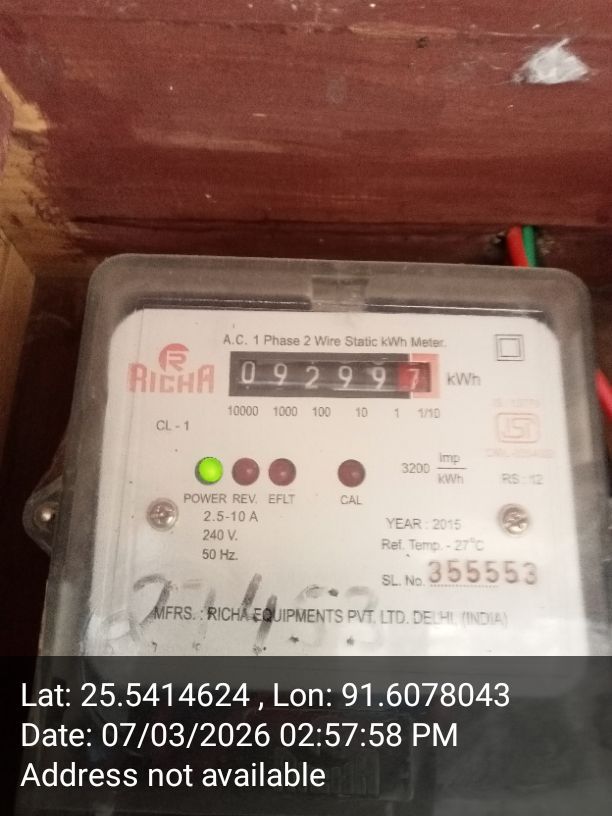 A.C. 1 Phase 2 Wire Static kWh Meter.
R
RICHA
0 9 2 9 9 7 kWh
10000 1000 100 10 1 1/10
CL - 1
ISI
3200 Imp/kWh
RS : 12
POWER REV. EFLT CAL
2.5-10 A
240 V.
50 Hz.
YEAR : 2015
Ref. Temp. - 27°C
SL. No. 355553
MFRS. : RICHA EQUIPMENTS PVT. LTD. DELHI, (INDIA)
Lat: 25.5414624 , Lon: 91.6078043
Date: 07/03/2026 02:57:58 PM
Address not available